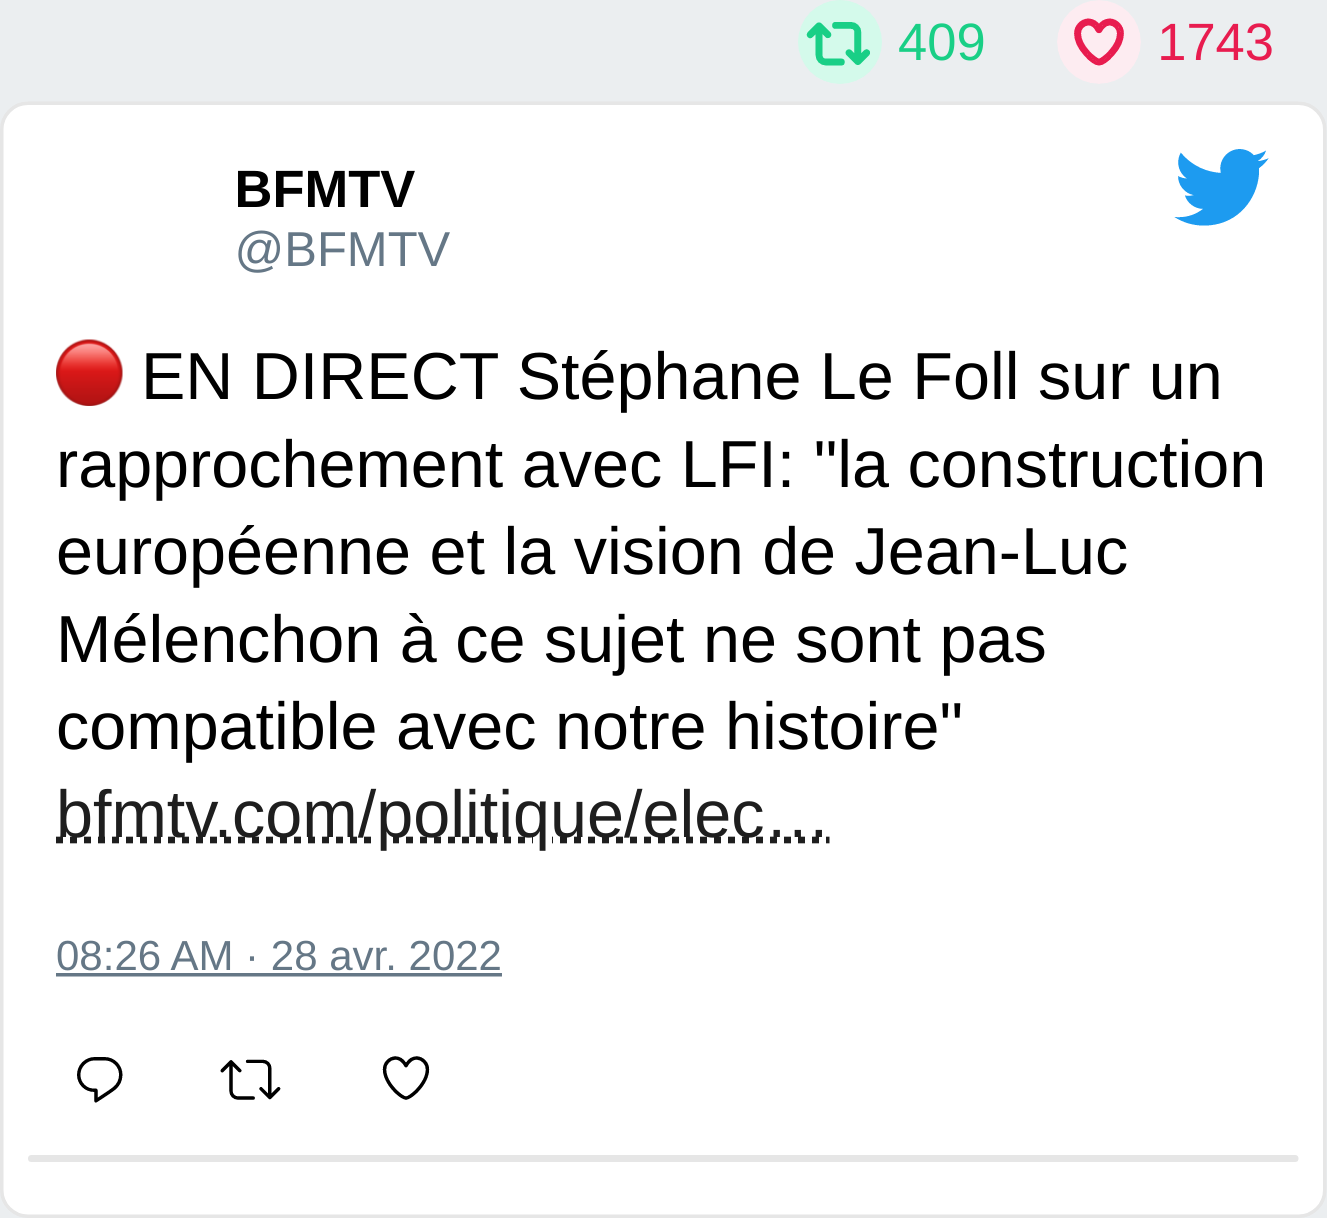 409 1743
BFMTV
@BFMTV
🔴 EN DIRECT Stéphane Le Foll sur un
rapprochement avec LFI: "la construction
européenne et la vision de Jean-Luc
Mélenchon à ce sujet ne sont pas
compatible avec notre histoire"
bfmtv.com/politique/elec…
08:26 AM · 28 avr. 2022